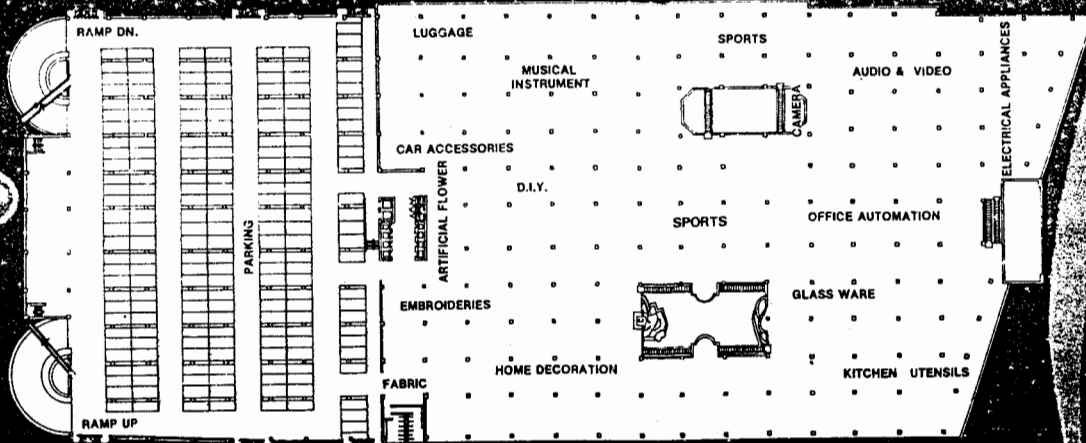 RAMP DN.
LUGGAGE
SPORTS
MUSICAL
INSTRUMENT
AUDIO & VIDEO
ELECTRICAL APPLIANCES
CAMERA
CAR ACCESSORIES
D.I.Y.
ARTIFICIAL FLOWER
PARKING
SPORTS
OFFICE AUTOMATION
EMBROIDERIES
GLASS WARE
HOME DECORATION
FABRIC
KITCHEN UTENSILS
RAMP UP